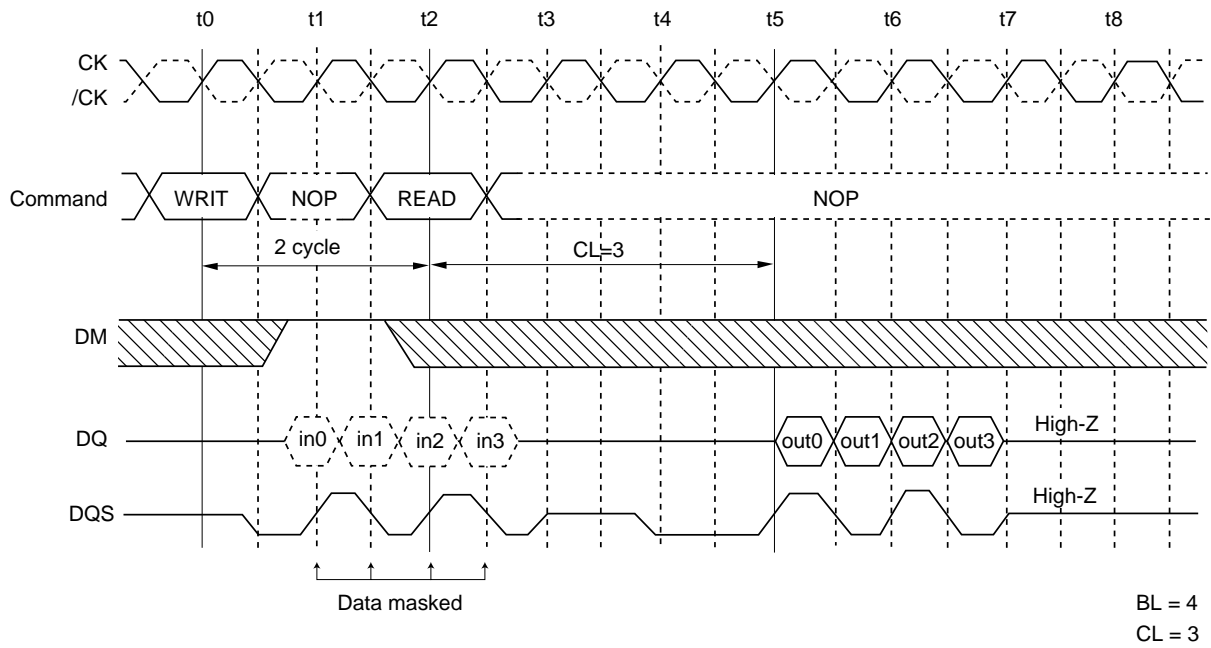 t0 t1 t2 t3 t4 t5 t6 t7 t8
CK
/CK
Command WRIT NOP READ NOP
2 cycle CL=3
DM
DQ in0 in1 in2 in3 out0 out1 out2 out3 High-Z
DQS High-Z
Data masked
BL = 4
CL = 3